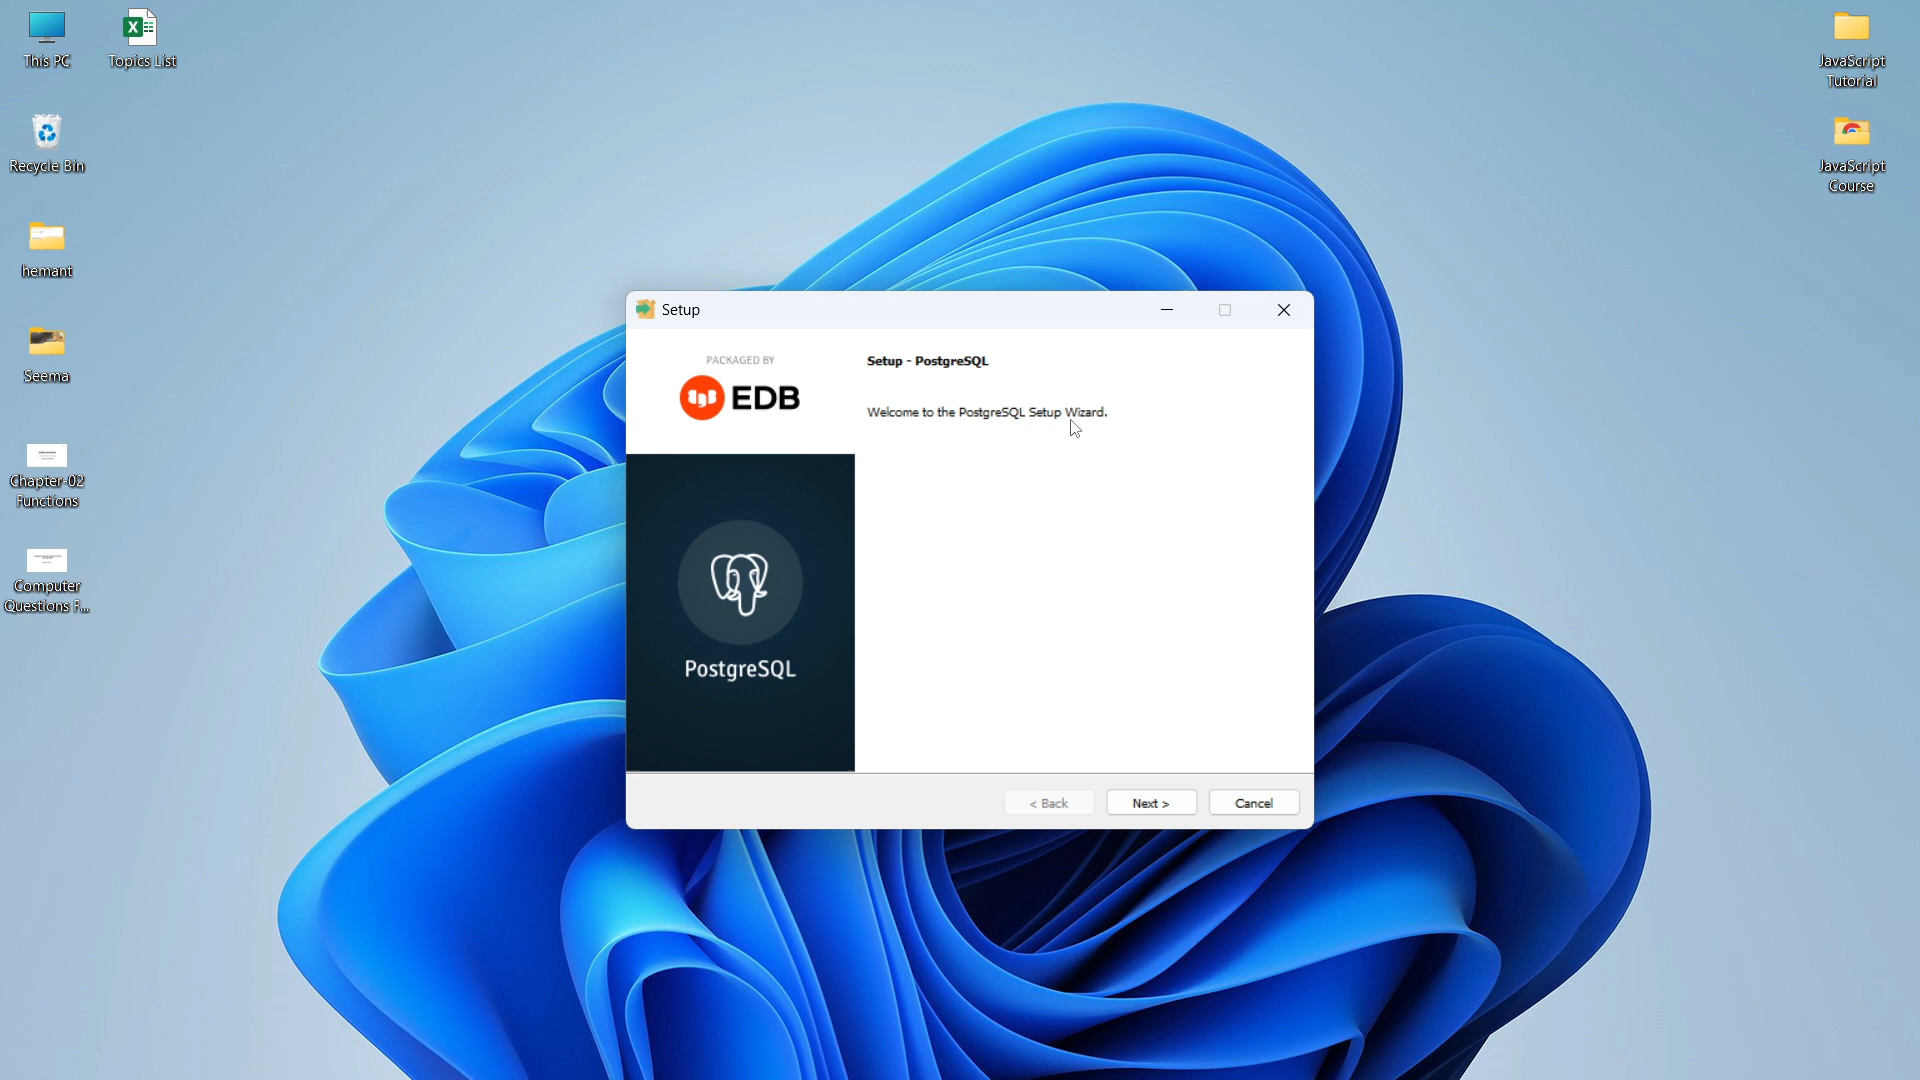 This PC
Topics List
Recycle Bin
hemant
Seema
Chapter-02
Functions
Computer
Questions F...
JavaScript
Tutorial
JavaScript
Course
Setup
PACKAGED BY
EDB
Setup - PostgreSQL
Welcome to the PostgreSQL Setup Wizard.
PostgreSQL
< Back
Next >
Cancel